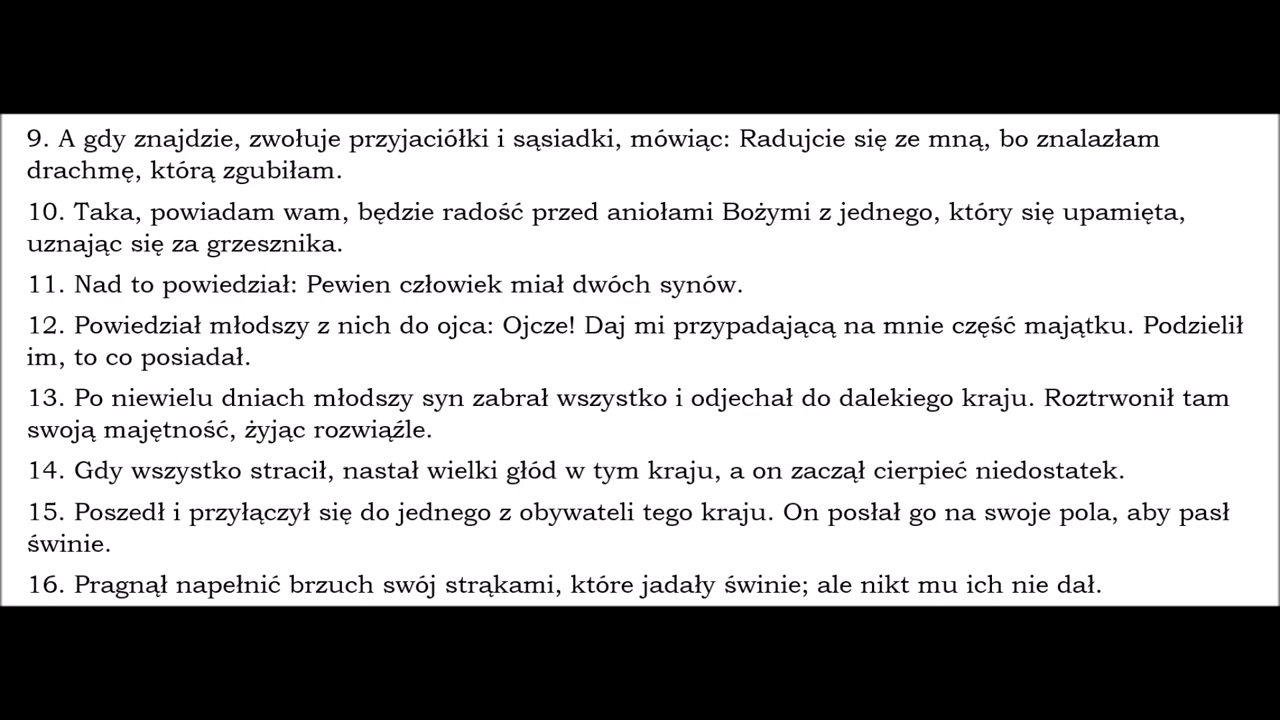 9. A gdy znajdzie, zwołuje przyjaciółki i sąsiadki, mówiąc: Radujcie się ze mną, bo znalazłam
drachmę, którą zgubiłam.
10. Taka, powiadam wam, będzie radość przed aniołami Bożymi z jednego, który się upamięta,
uznając się za grzesznika.
11. Nad to powiedział: Pewien człowiek miał dwóch synów.
12. Powiedział młodszy z nich do ojca: Ojcze! Daj mi przypadającą na mnie część majątku. Podzielił
im, to co posiadał.
13. Po niewielu dniach młodszy syn zabrał wszystko i odjechał do dalekiego kraju. Roztrwonił tam
swoją majętność, żyjąc rozwiąźle.
14. Gdy wszystko stracił, nastał wielki głód w tym kraju, a on zaczął cierpieć niedostatek.
15. Poszedł i przyłączył się do jednego z obywateli tego kraju. On posłał go na swoje pola, aby pasł
świnie.
16. Pragnął napełnić brzuch swój strąkami, które jadały świnie; ale nikt mu ich nie dał.